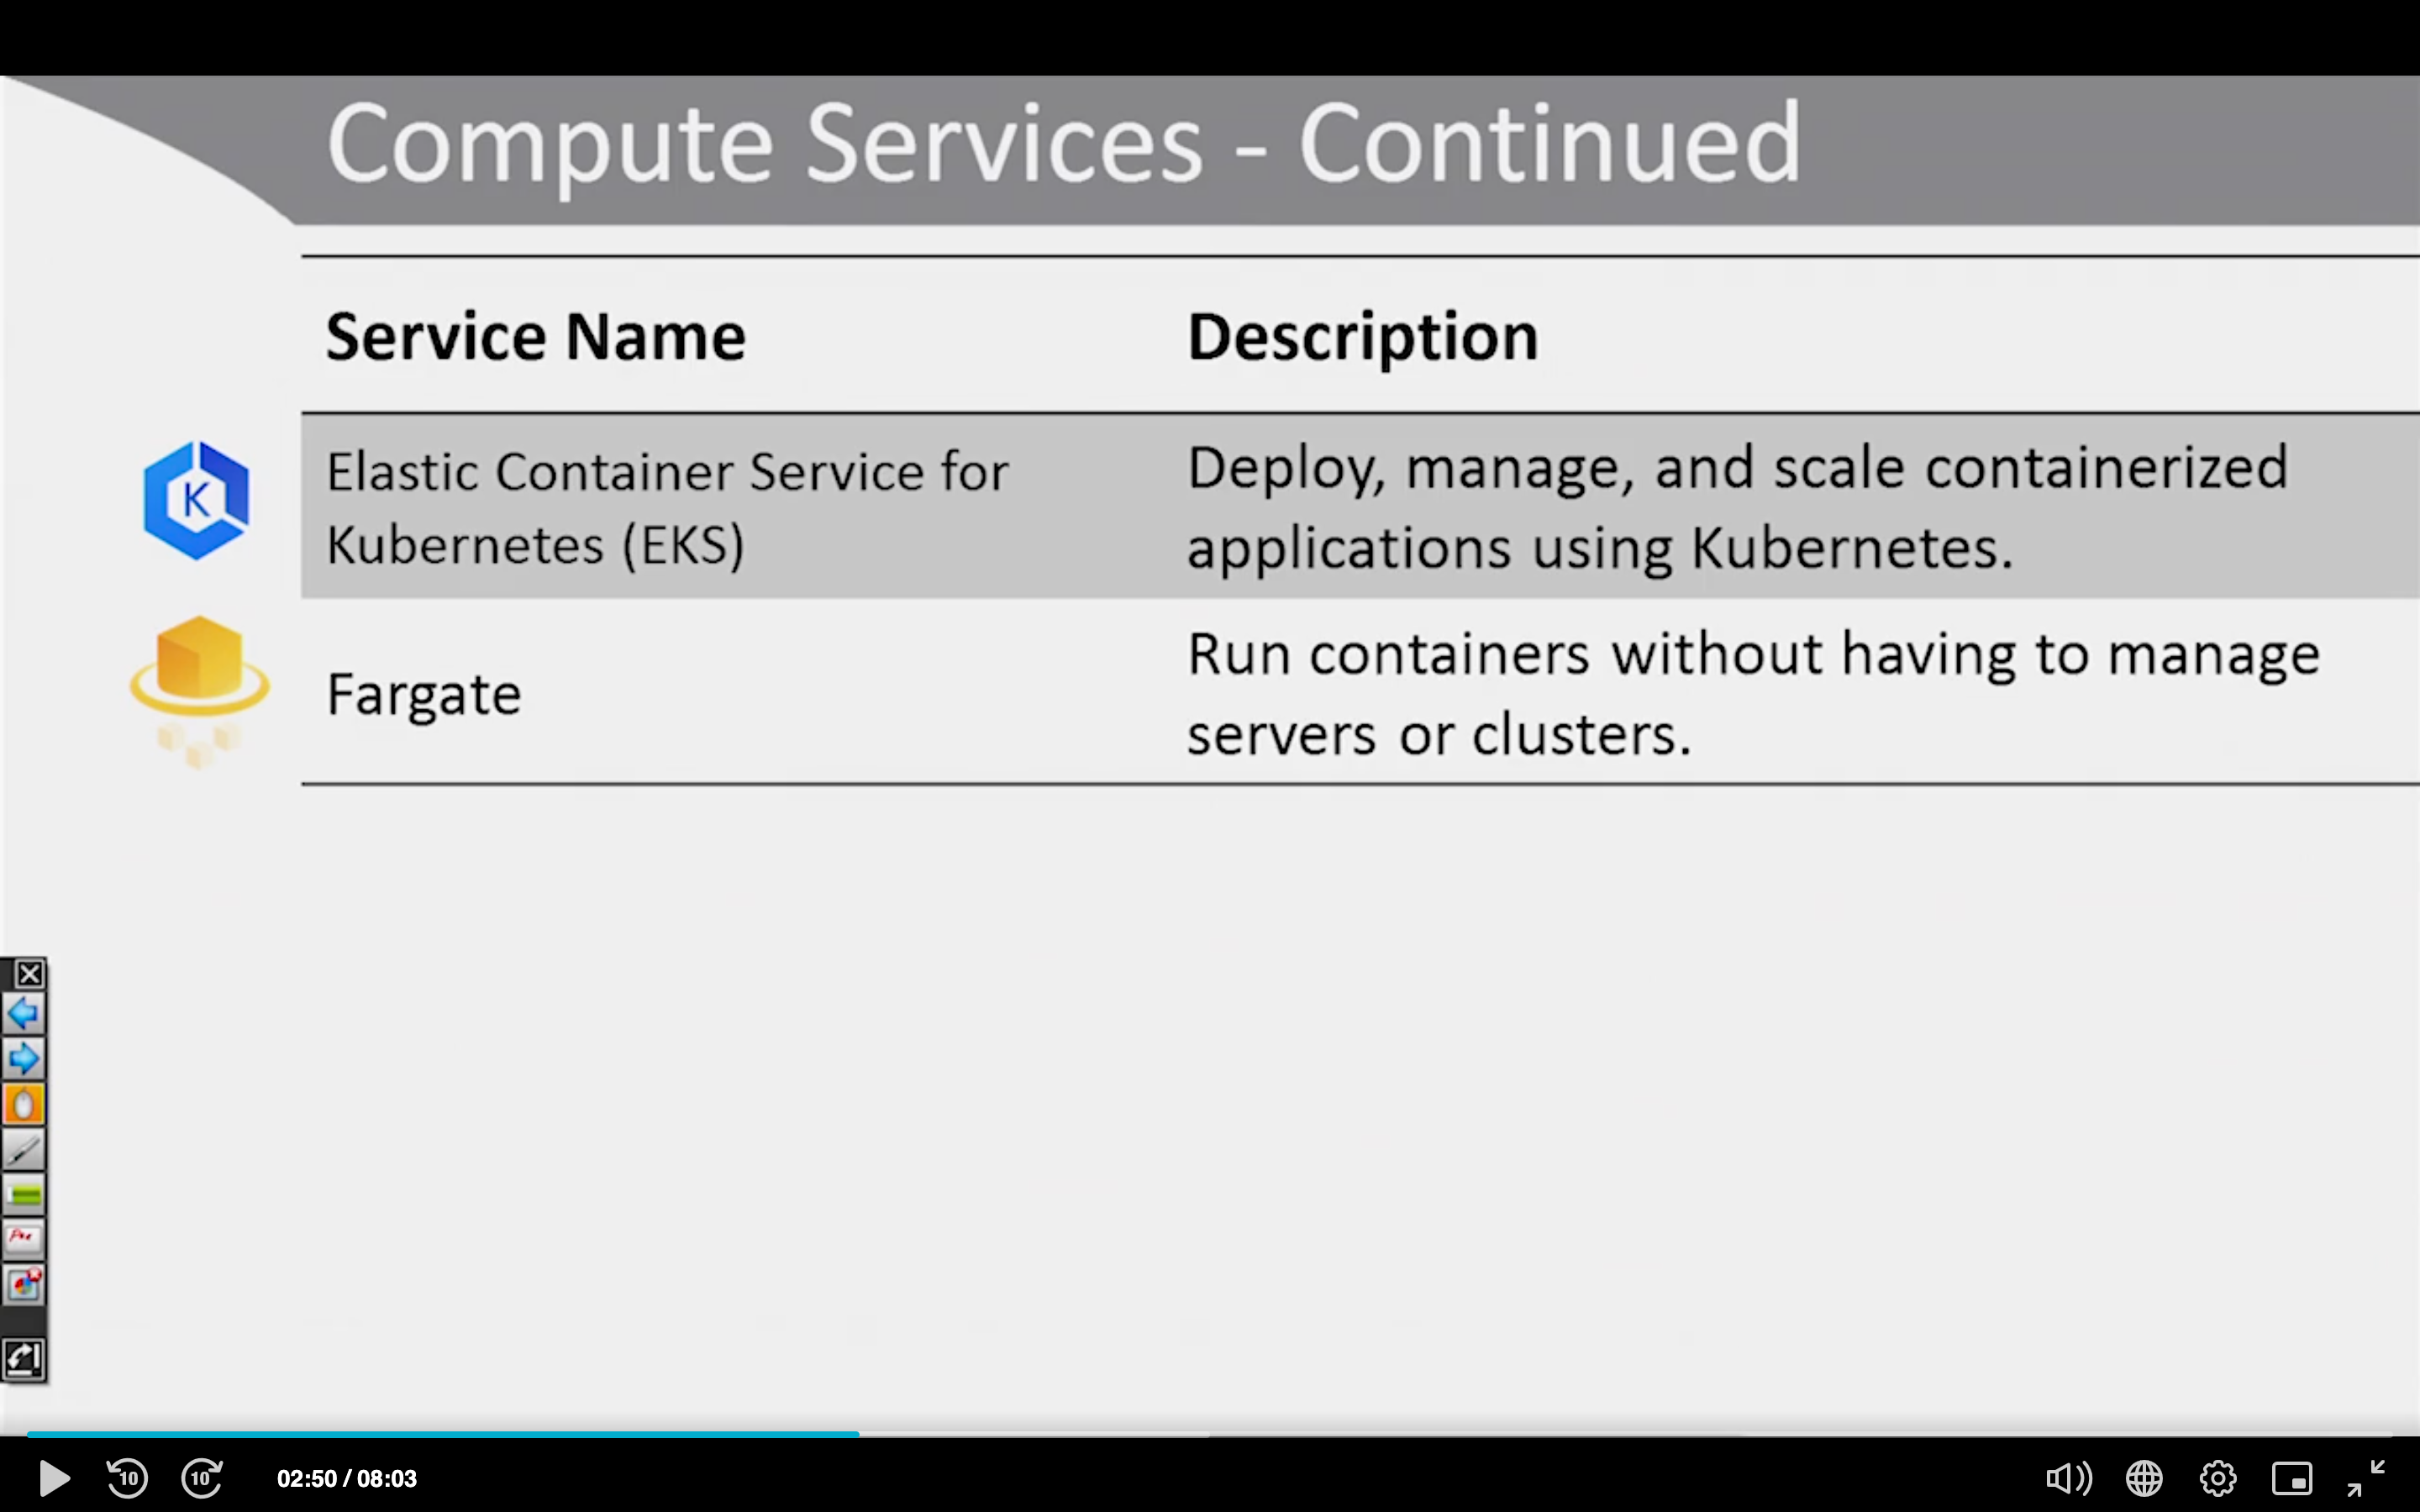 Compute Services - Continued
Service Name
Description
K
Elastic Container Service for
Kubernetes (EKS)
Deploy, manage, and scale containerized
applications using Kubernetes.
Fargate
Run containers without having to manage
servers or clusters.
10
10
02:50 / 08:03